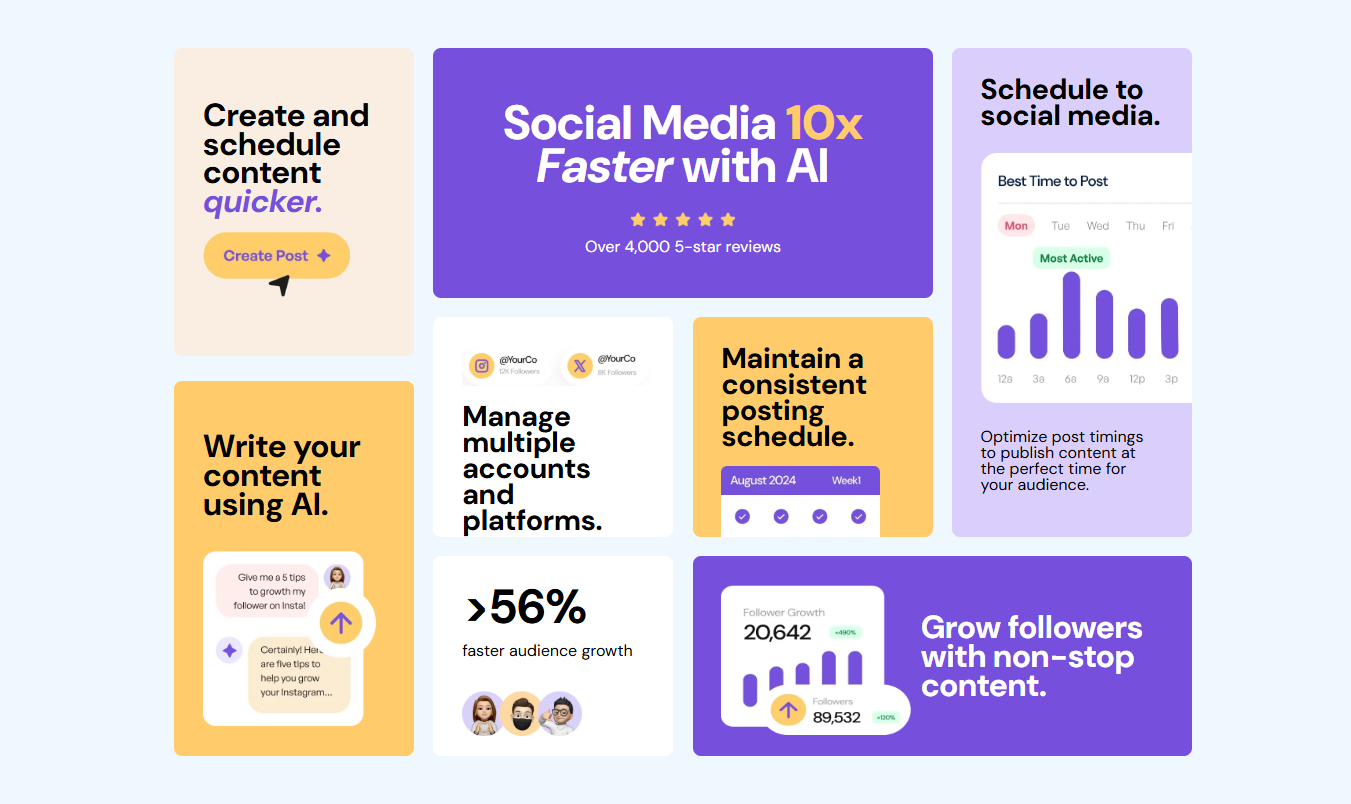 Create and
schedule
content
quicker.
Create Post
Social Media 10x
Faster with AI
Over 4,000 5-star reviews
Schedule to
social media.
Best Time to Post
Mon Tue Wed Thu Fri
Most Active
12a 3a 6a 9a 12p 3p
Optimize post timings
to publish content at
the perfect time for
your audience.
Write your
content
using AI.
Give me a 5 tips
to growth my
follower on Insta!
Certainly! Here
are five tips to
help you grow
your Instagram...
@YourCo
12K Followers
@YourCo
8K Followers
Manage
multiple
accounts
and
platforms.
Maintain a
consistent
posting
schedule.
August 2024 Week1
>56%
faster audience growth
Follower Growth
20,642 +490%
Followers
89,532 +120%
Grow followers
with non-stop
content.